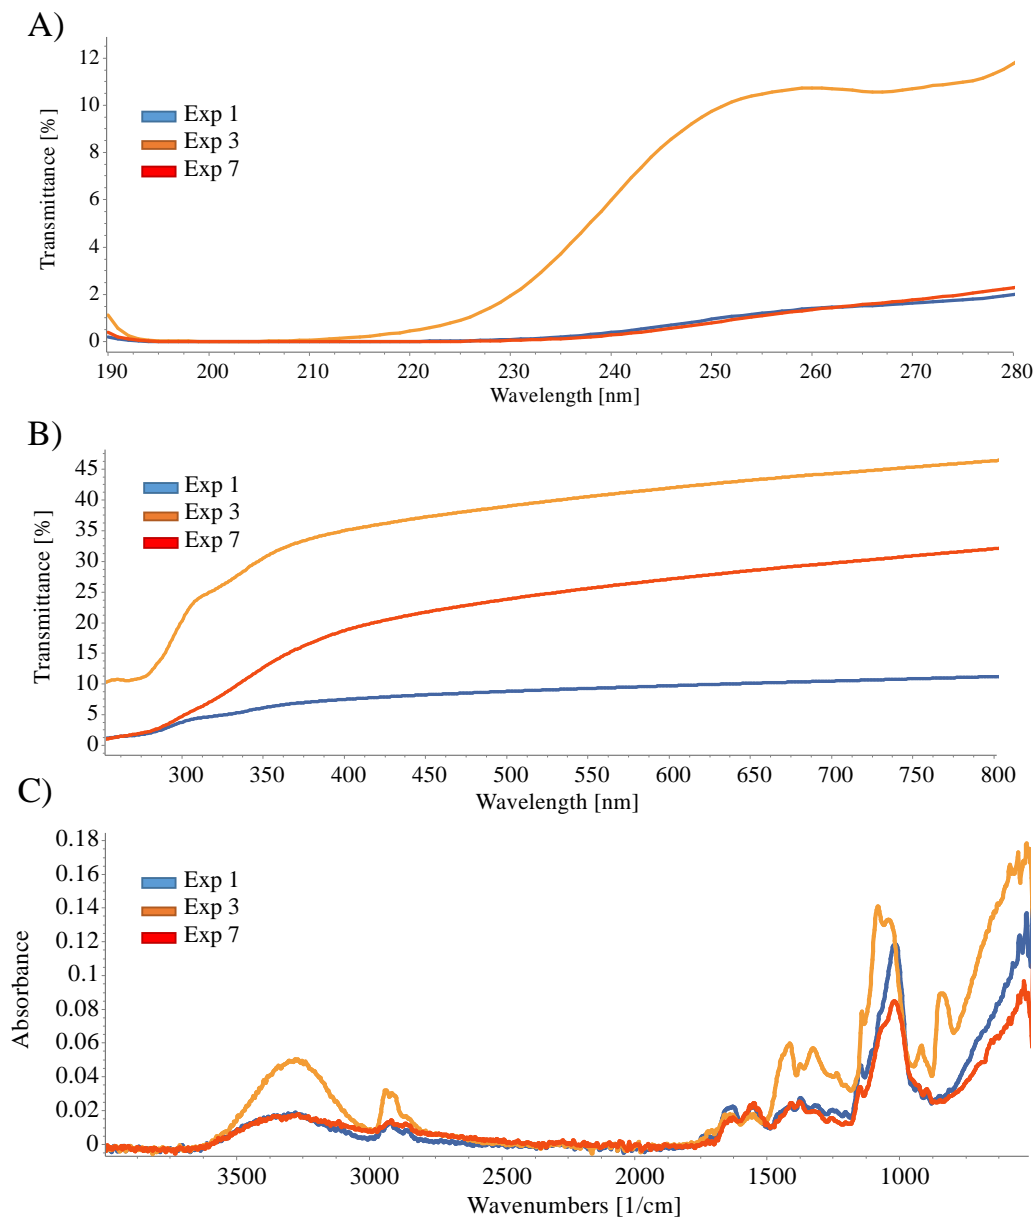 A)
12
10
8
6
4
2
0
Transmittance [%]
Exp 1
Exp 3
Exp 7
190 200 210 220 230 240 250 260 270 280
Wavelength [nm]
B)
45
40
35
30
25
20
15
10
5
0
Transmittance [%]
Exp 1
Exp 3
Exp 7
300 350 400 450 500 550 600 650 700 750 800
Wavelength [nm]
C)
0.18
0.16
0.14
0.12
0.1
0.08
0.06
0.04
0.02
0
Absorbance
Exp 1
Exp 3
Exp 7
3500 3000 2500 2000 1500 1000
Wavenumbers [1/cm]